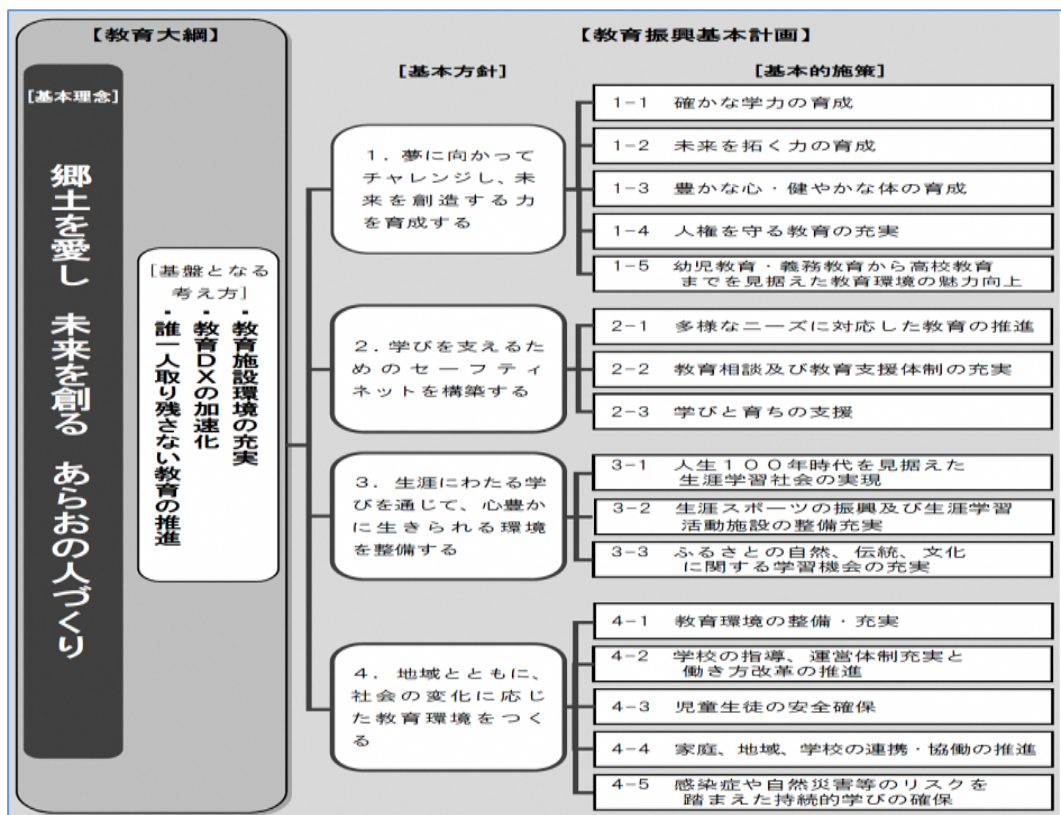 【教育大綱】
[基本理念]
郷土を愛し 未来を創る あらおの人づくり
[基盤となる
考え方]
・教育施設環境の充実
・教育DXの加速化
・誰一人取り残さない教育の推進
【教育振興基本計画】
[基本方針]
[基本的施策]
1．夢に向かって
チャレンジし、未
来を創造する力
を育成する
1-1 確かな学力の育成
1-2 未来を拓く力の育成
1-3 豊かな心・健やかな体の育成
1-4 人権を守る教育の充実
1-5 幼児教育・義務教育から高校教育
までを見据えた教育環境の魅力向上
2．学びを支えるた
めのセーフティ
ネットを構築する
2-1 多様なニーズに対応した教育の推進
2-2 教育相談及び教育支援体制の充実
2-3 学びと育ちの支援
3．生涯にわたる学
びを通じて、心豊か
に生きられる環境
を整備する
3-1 人生100年時代を見据えた
生涯学習社会の実現
3-2 生涯スポーツの振興及び生涯学習
活動施設の整備充実
3-3 ふるさとの自然、伝統、文化
に関する学習機会の充実
4．地域とともに、
社会の変化に応じ
た教育環境をつく
る
4-1 教育環境の整備・充実
4-2 学校の指導、運営体制充実と
働き方改革の推進
4-3 児童生徒の安全確保
4-4 家庭、地域、学校の連携・協働の推進
4-5 感染症や自然災害等のリスクを
踏まえた持続的学びの確保